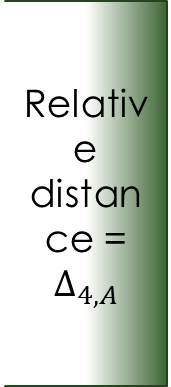 Relativ
e
distan
ce =
Δ₄,𝐴